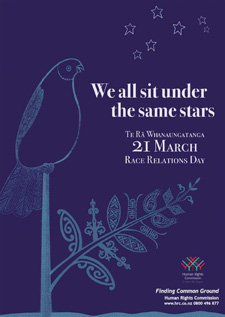 We all sit under
the same stars
Te Rā Whanaungatanga
21 March
Race Relations Day
Human Rights
Commission
Finding Common Ground
Human Rights Commission
www.hrc.co.nz 0800 496 877